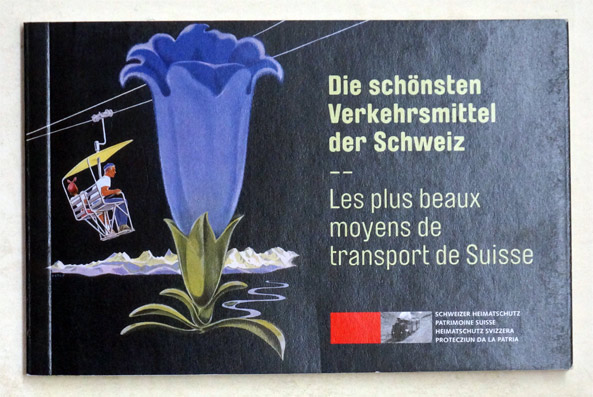 Die schönsten
Verkehrsmittel
der Schweiz
--
Les plus beaux
moyens de
transport de Suisse
SCHWEIZER HEIMATSCHUTZ
PATRIMOINE SUISSE
HEIMATSCHUTZ SVIZZERA
PROTECZIUN DA LA PATRIA